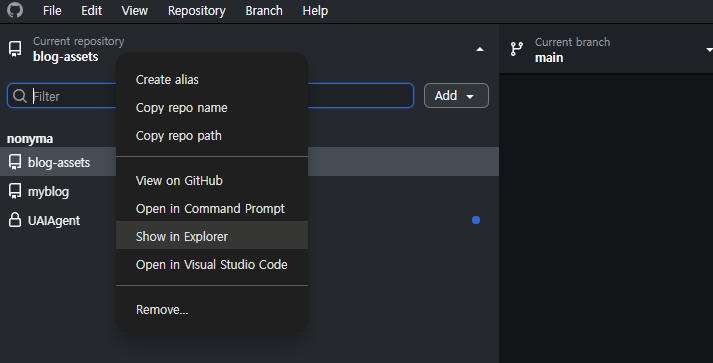 File Edit View Repository Branch Help
Current repository
blog-assets
Current branch
main
Filter
Add
nonyma
blog-assets
myblog
UAIAgent
Create alias
Copy repo name
Copy repo path
View on GitHub
Open in Command Prompt
Show in Explorer
Open in Visual Studio Code
Remove...